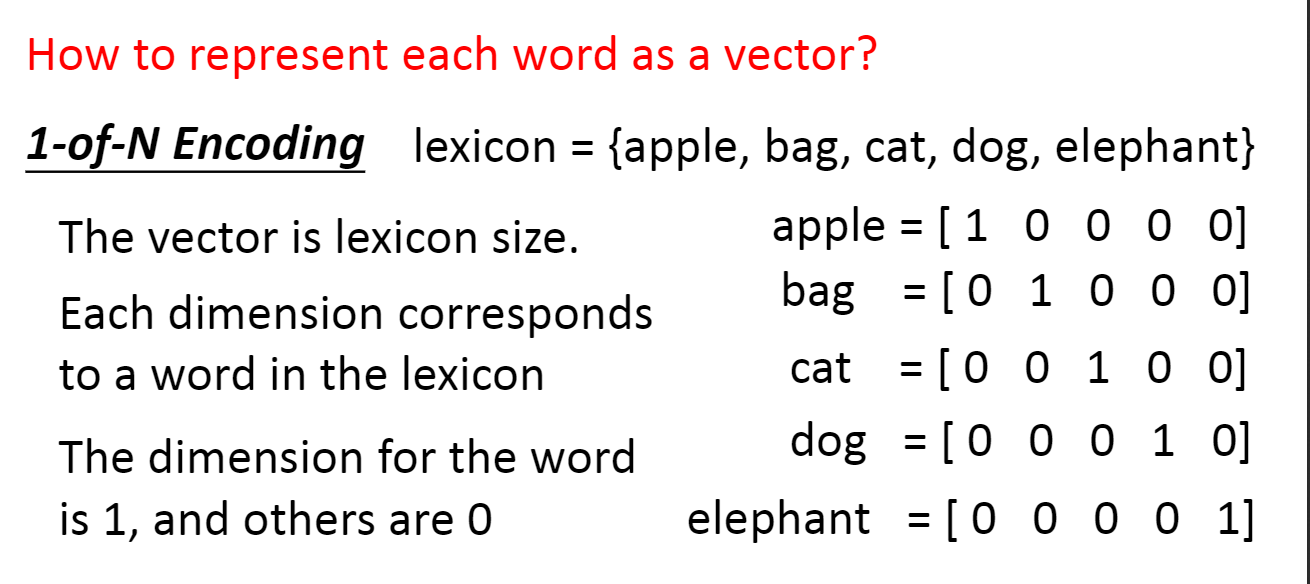 How to represent each word as a vector?
1-of-N Encoding lexicon = {apple, bag, cat, dog, elephant}
The vector is lexicon size.
Each dimension corresponds
to a word in the lexicon
The dimension for the word
is 1, and others are 0
apple = [ 1 0 0 0 0]
bag = [ 0 1 0 0 0]
cat = [ 0 0 1 0 0]
dog = [ 0 0 0 1 0]
elephant = [ 0 0 0 0 1]